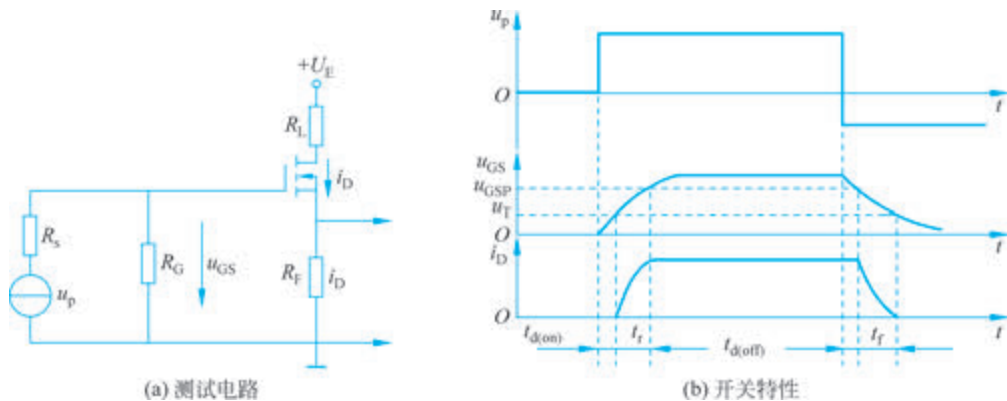 +U_E
R_L
i_D
R_s
R_G
u_GS
R_F
i_D
u_p
(a) 测试电路
u_p
O
t
u_GS
u_GSP
u_T
O
t
i_D
O
t
t_d(on)
t_r
t_d(off)
t_f
(b) 开关特性